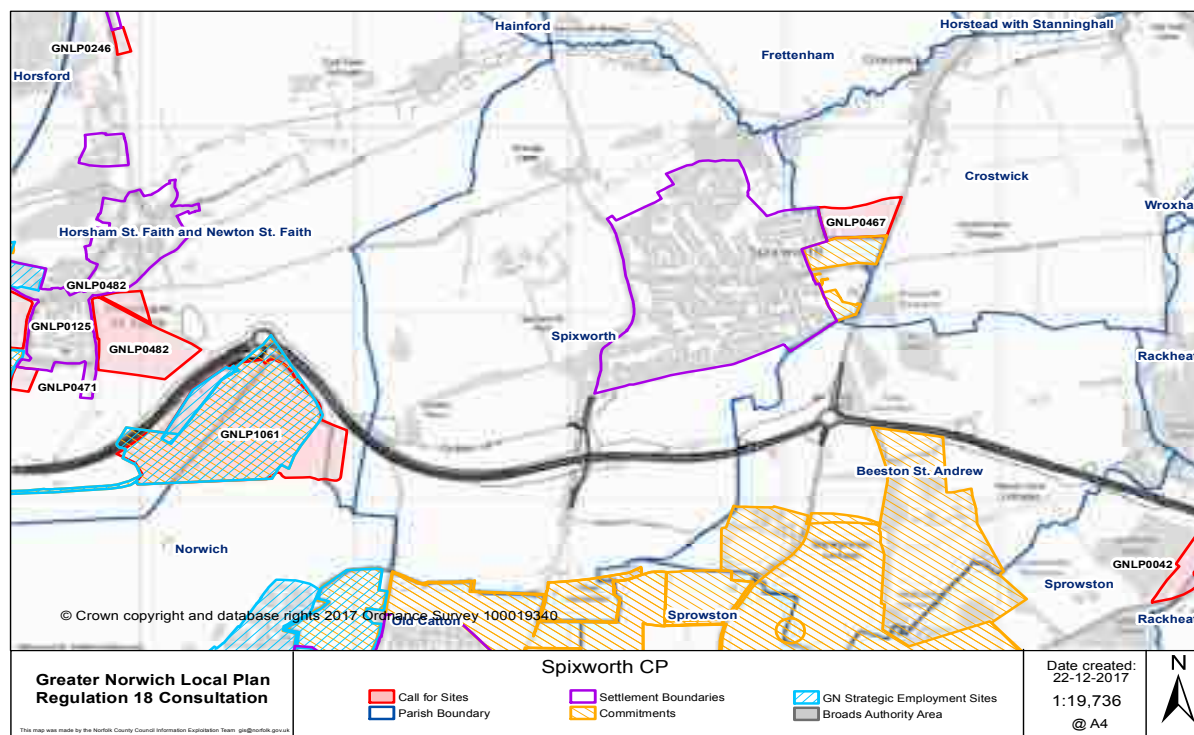 Hainford
Horstead with Stanninghall
GNLP0246
Frettenham
Horsford
Crostwick
Wroxha
GNLP0467
Horsham St. Faith and Newton St. Faith
GNLP0482
GNLP0125
Spixworth
GNLP0482
Rackheat
GNLP0471
GNLP1061
Beeston St. Andrew
Norwich
GNLP0042
Sprowston
© Crown copyright and database rights 2017 Ordnance Survey 100019340
Old Catton
Sprowston
Rackheat
Greater Norwich Local Plan
Regulation 18 Consultation
This map was made by the Norfolk County Council Information Exploitation Team gis@norfolk.gov.uk
Spixworth CP
Call for Sites
Parish Boundary
Settlement Boundaries
Commitments
GN Strategic Employment Sites
Broads Authority Area
Date created:
22-12-2017
1:19,736
@ A4
N